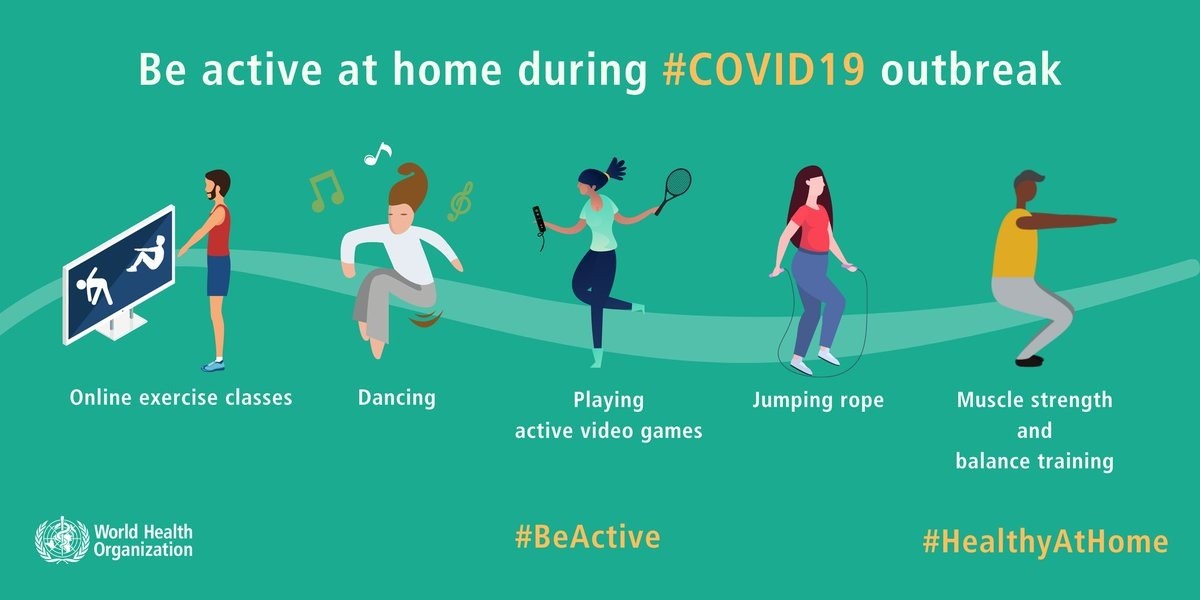 Be active at home during #COVID19 outbreak
Online exercise classes
Dancing
Playing
active video games
Jumping rope
Muscle strength
and
balance training
World Health
Organization
#BeActive
#HealthyAtHome